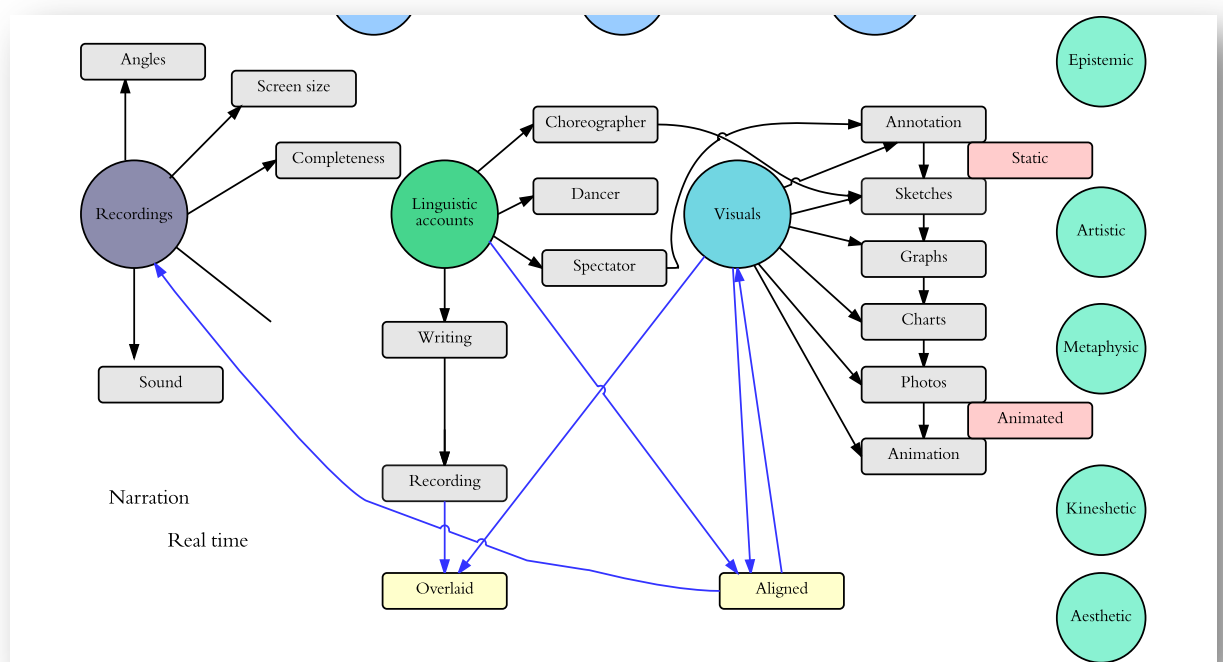 Angles
Screen size
Completeness
Recordings
Sound
Narration
Real time
Linguistic
accounts
Choreographer
Dancer
Spectator
Writing
Recording
Overlaid
Visuals
Aligned
Annotation
Static
Sketches
Graphs
Charts
Photos
Animated
Animation
Epistemic
Artistic
Metaphysic
Kineshetic
Aesthetic